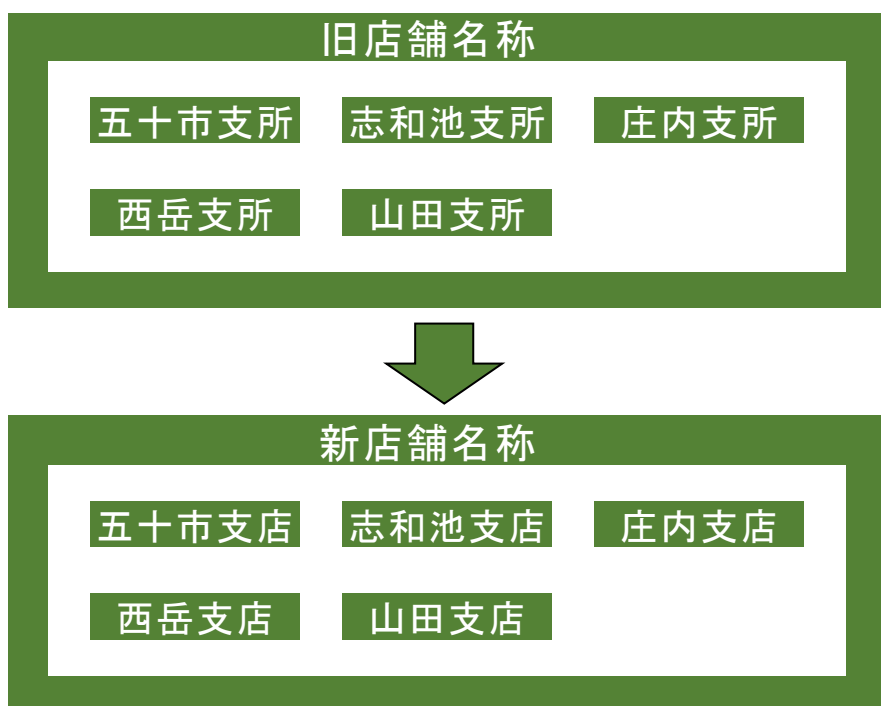 旧店舗名称
五十市支所 志和池支所 庄内支所
西岳支所 山田支所
新店舗名称
五十市支店 志和池支店 庄内支店
西岳支店 山田支店